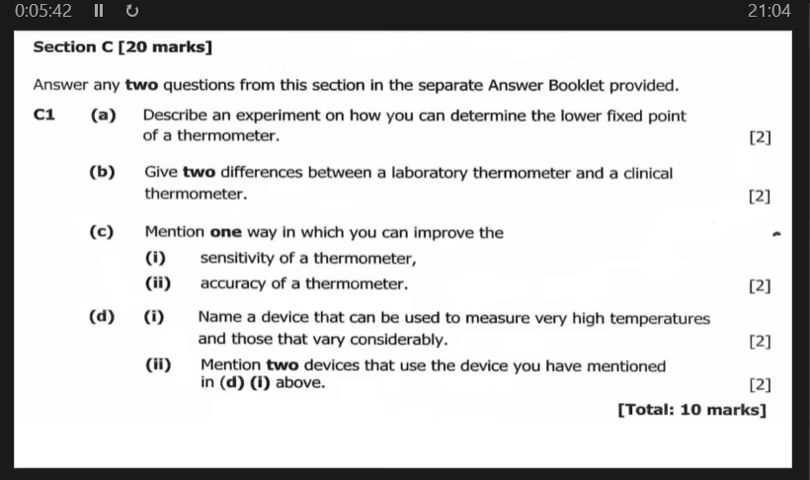 0:05:42
21:04
Section C [20 marks]
Answer any two questions from this section in the separate Answer Booklet provided.
C1 (a) Describe an experiment on how you can determine the lower fixed point
of a thermometer. [2]
(b) Give two differences between a laboratory thermometer and a clinical
thermometer. [2]
(c) Mention one way in which you can improve the
(i) sensitivity of a thermometer,
(ii) accuracy of a thermometer. [2]
(d) (i) Name a device that can be used to measure very high temperatures
and those that vary considerably. [2]
(ii) Mention two devices that use the device you have mentioned
in (d) (i) above. [2]
[Total: 10 marks]